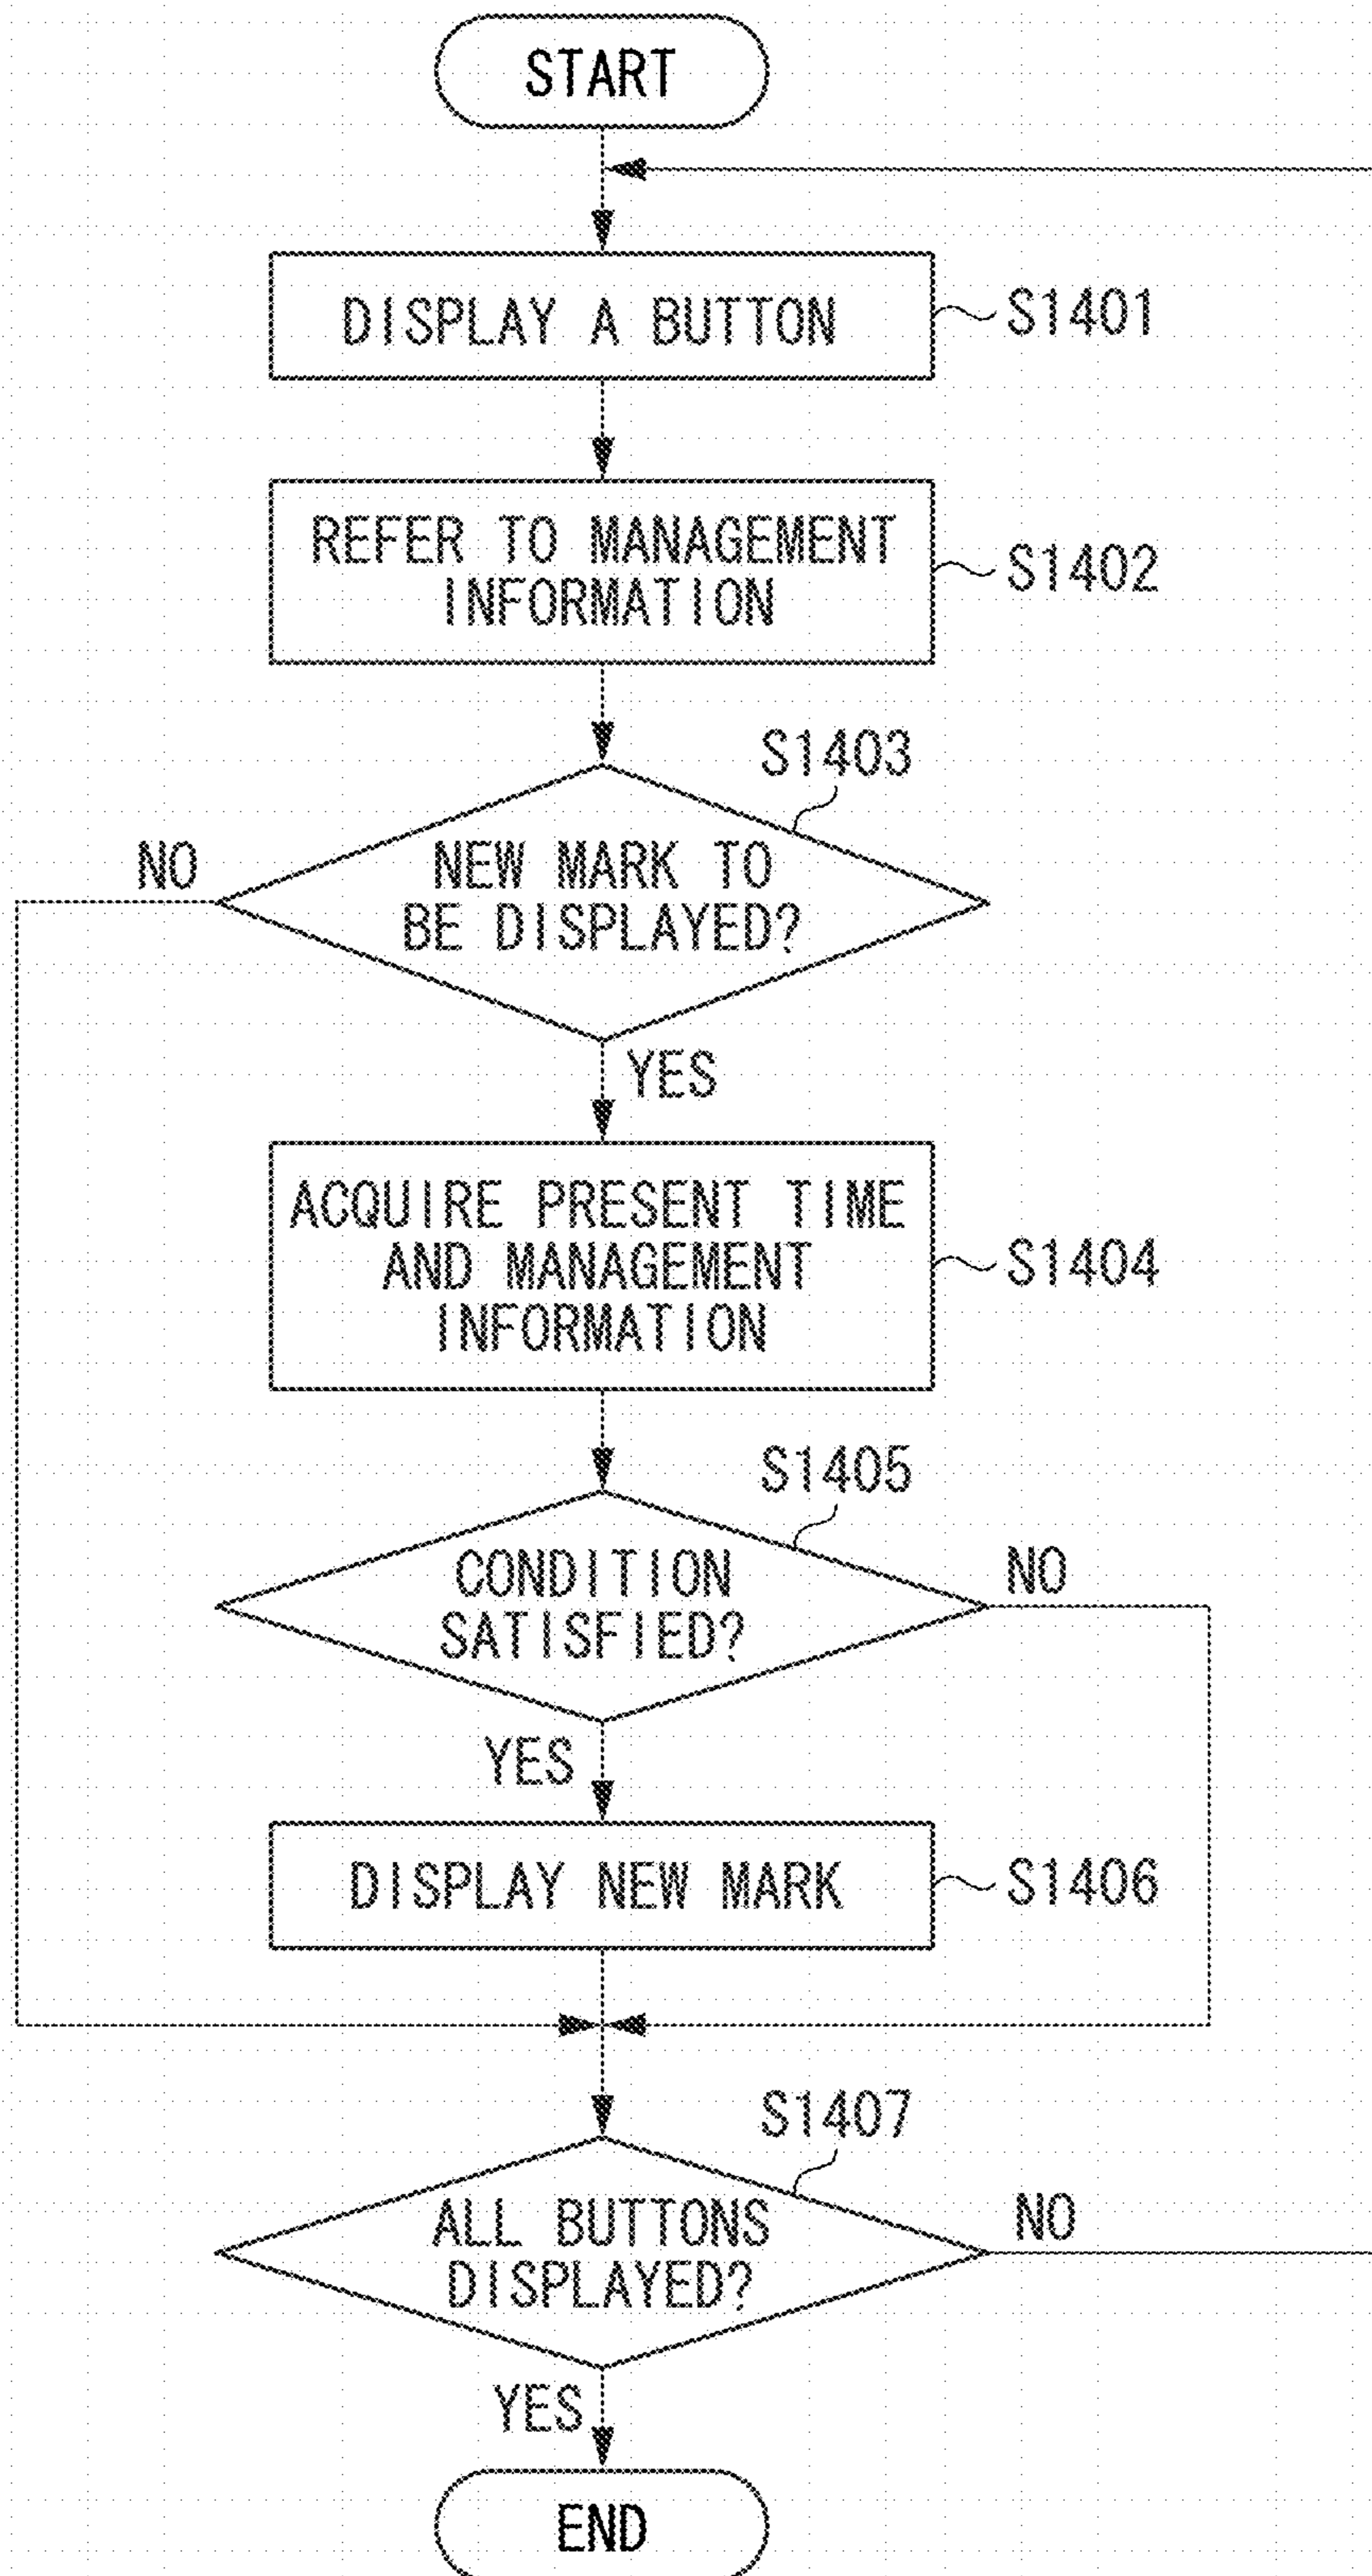 START
DISPLAY A BUTTON
S1401
REFER TO MANAGEMENT
INFORMATION
S1402
S1403
NEW MARK TO
BE DISPLAYED?
NO
YES
ACQUIRE PRESENT TIME
AND MANAGEMENT
INFORMATION
S1404
S1405
CONDITION
SATISFIED?
NO
YES
DISPLAY NEW MARK
S1406
S1407
ALL BUTTONS
DISPLAYED?
NO
YES
END